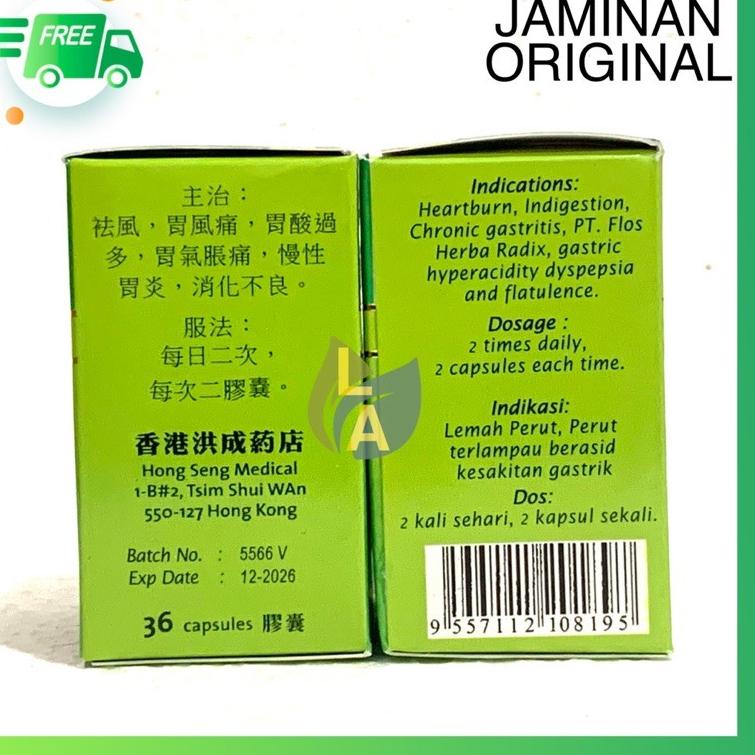 FREE
JAMINAN
ORIGINAL
主治：
祛風，胃風痛，胃酸過
多，胃氣脹痛，慢性
胃炎，消化不良。
服法：
每日二次，
每次二膠囊。
香港洪成药店
Hong Seng Medical
1-B#2, Tsim Shui WAn
550-127 Hong Kong
Batch No. : 5566 V
Exp Date : 12-2026
36 capsules 膠囊
Indications:
Heartburn, Indigestion,
Chronic gastritis, PT. Flos
Herba Radix, gastric
hyperacidity dyspepsia
and flatulence.
Dosage :
2 times daily,
2 capsules each time.
Indikasi:
Lemah Perut, Perut
terlampau berasid
kesakitan gastrik
Dos:
2 kali sehari, 2 kapsul sekali.
9 557112 108195
LA